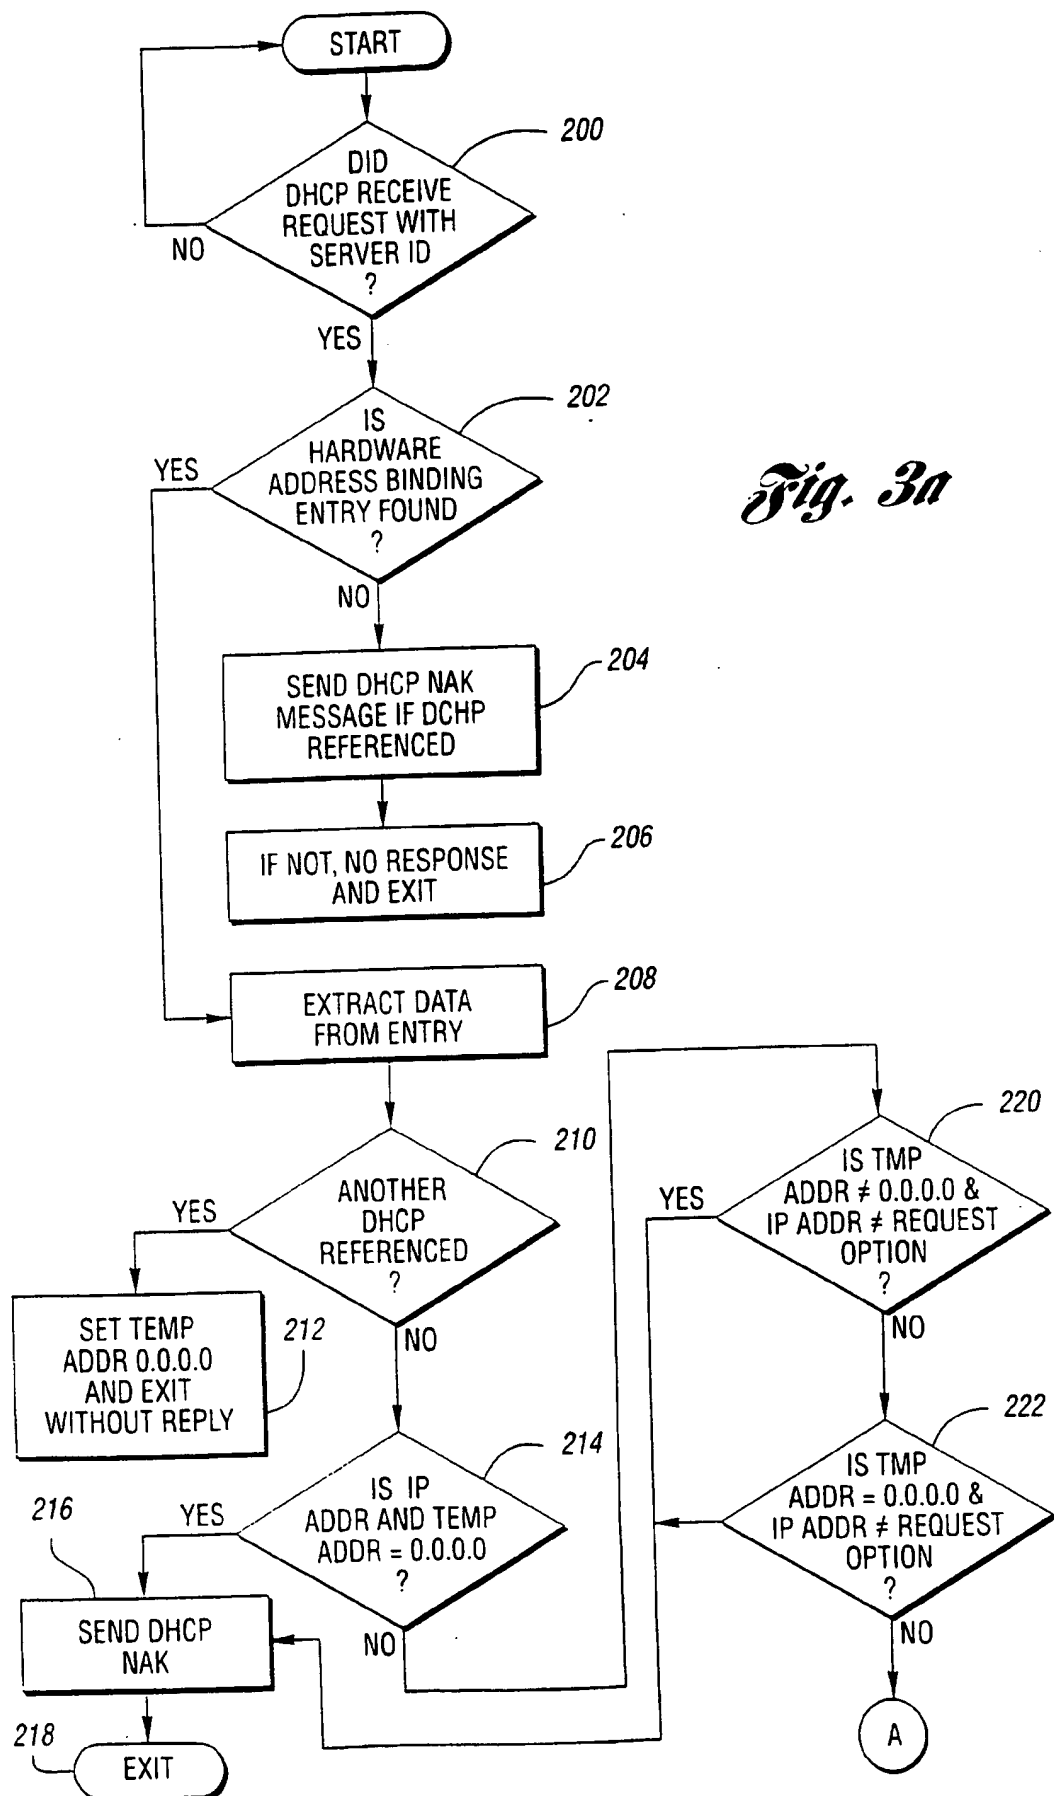 START
200
DID
DHCP RECEIVE
REQUEST WITH
SERVER ID
?
NO
YES
202
IS
HARDWARE
ADDRESS BINDING
ENTRY FOUND
?
YES
NO
Fig. 3a
204
SEND DHCP NAK
MESSAGE IF DCHP
REFERENCED
206
IF NOT, NO RESPONSE
AND EXIT
208
EXTRACT DATA
FROM ENTRY
210
ANOTHER
DHCP
REFERENCED
?
YES
NO
SET TEMP
ADDR 0.0.0.0
AND EXIT
WITHOUT REPLY
212
214
IS IP
ADDR AND TEMP
ADDR = 0.0.0.0
?
YES
NO
216
SEND DHCP
NAK
218
EXIT
220
IS TMP
ADDR ≠ 0.0.0.0 &
IP ADDR ≠ REQUEST
OPTION
?
YES
NO
222
IS TMP
ADDR = 0.0.0.0 &
IP ADDR ≠ REQUEST
OPTION
?
NO
A